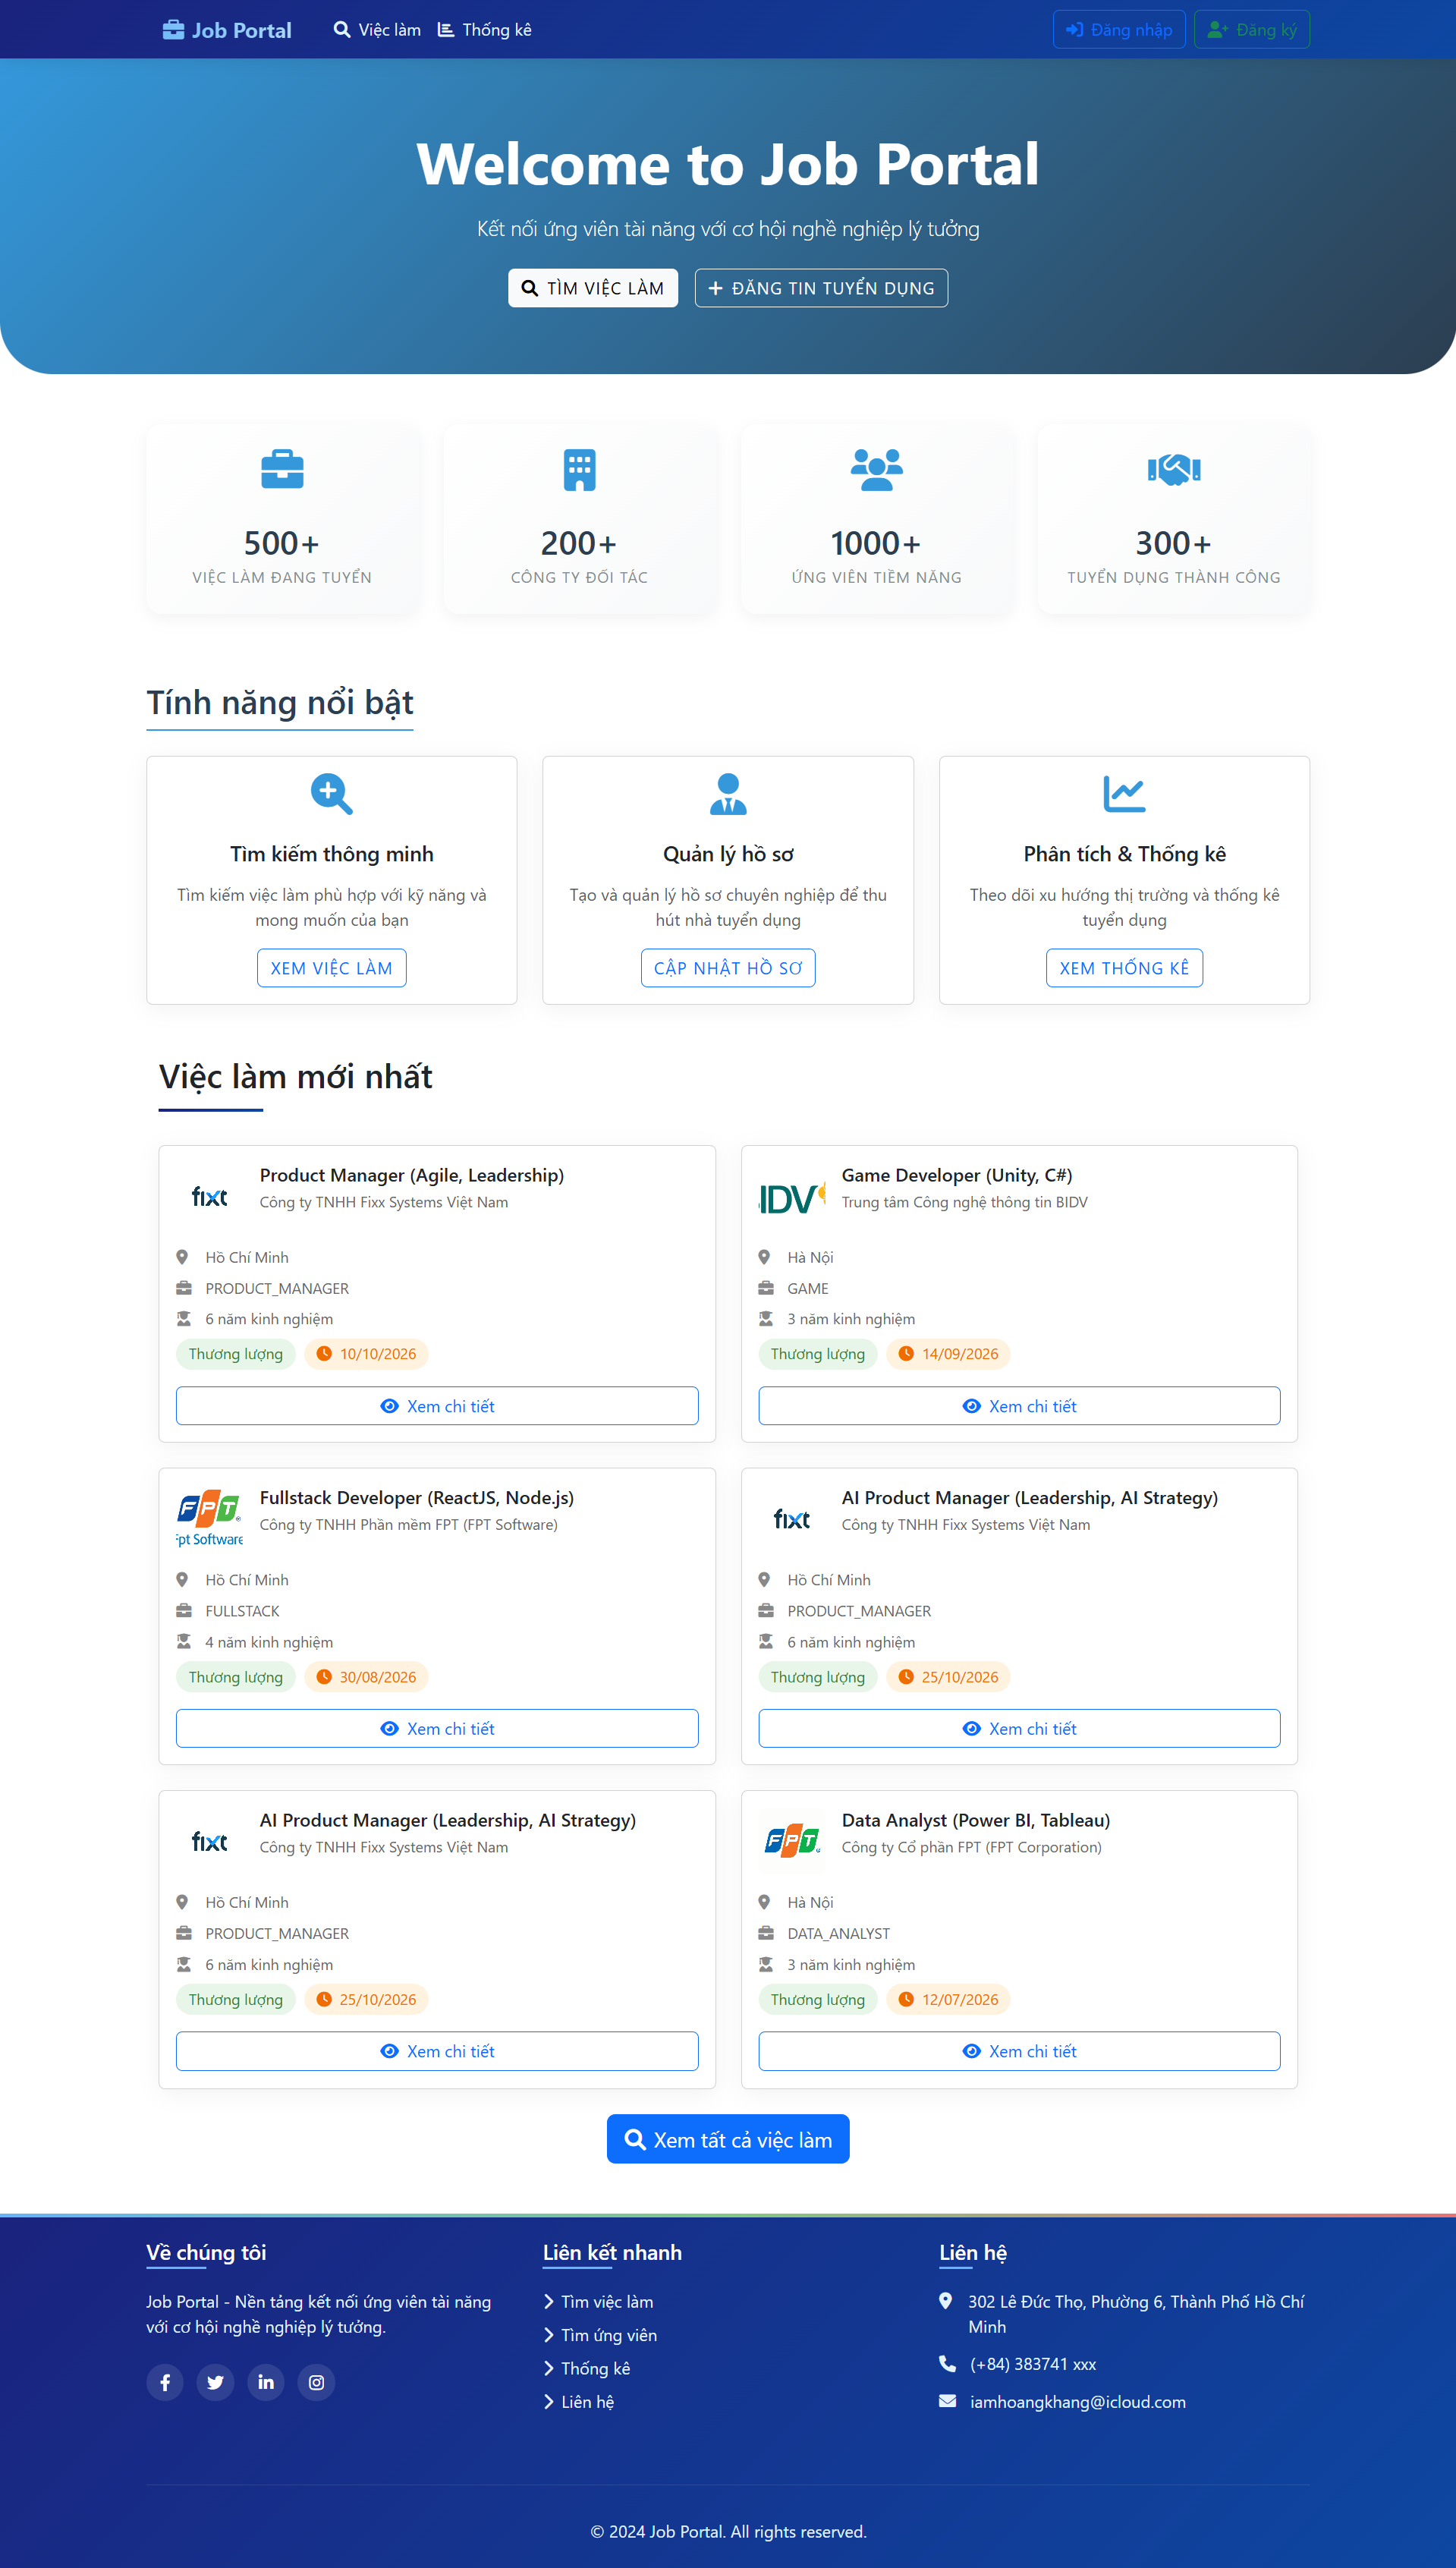 Job Portal
Việc làm
Thống kê
Đăng nhập
Đăng ký
Welcome to Job Portal
Kết nối ứng viên tài năng với cơ hội nghề nghiệp lý tưởng
TÌM VIỆC LÀM
ĐĂNG TIN TUYỂN DỤNG
500+
VIỆC LÀM ĐANG TUYỂN
200+
CÔNG TY ĐỐI TÁC
1000+
ỨNG VIÊN TIỀM NĂNG
300+
TUYỂN DỤNG THÀNH CÔNG
Tính năng nổi bật
Tìm kiếm thông minh
Tìm kiếm việc làm phù hợp với kỹ năng và
mong muốn của bạn
XEM VIỆC LÀM
Quản lý hồ sơ
Tạo và quản lý hồ sơ chuyên nghiệp để thu
hút nhà tuyển dụng
CẬP NHẬT HỒ SƠ
Phân tích & Thống kê
Theo dõi xu hướng thị trường và thống kê
tuyển dụng
XEM THỐNG KÊ
Việc làm mới nhất
fixt
Product Manager (Agile, Leadership)
Công ty TNHH Fixx Systems Việt Nam
Hồ Chí Minh
PRODUCT_MANAGER
6 năm kinh nghiệm
Thương lượng
10/10/2026
Xem chi tiết
IDV
Game Developer (Unity, C#)
Trung tâm Công nghệ thông tin BIDV
Hà Nội
GAME
3 năm kinh nghiệm
Thương lượng
14/09/2026
Xem chi tiết
FPT
Fpt Software
Fullstack Developer (ReactJS, Node.js)
Công ty TNHH Phần mềm FPT (FPT Software)
Hồ Chí Minh
FULLSTACK
4 năm kinh nghiệm
Thương lượng
30/08/2026
Xem chi tiết
fixt
AI Product Manager (Leadership, AI Strategy)
Công ty TNHH Fixx Systems Việt Nam
Hồ Chí Minh
PRODUCT_MANAGER
6 năm kinh nghiệm
Thương lượng
25/10/2026
Xem chi tiết
fixt
AI Product Manager (Leadership, AI Strategy)
Công ty TNHH Fixx Systems Việt Nam
Hồ Chí Minh
PRODUCT_MANAGER
6 năm kinh nghiệm
Thương lượng
25/10/2026
Xem chi tiết
FPT
Data Analyst (Power BI, Tableau)
Công ty Cổ phần FPT (FPT Corporation)
Hà Nội
DATA_ANALYST
3 năm kinh nghiệm
Thương lượng
12/07/2026
Xem chi tiết
Xem tất cả việc làm
Về chúng tôi
Job Portal - Nền tảng kết nối ứng viên tài năng
với cơ hội nghề nghiệp lý tưởng.
Liên kết nhanh
Tìm việc làm
Tìm ứng viên
Thống kê
Liên hệ
Liên hệ
302 Lê Đức Thọ, Phường 6, Thành Phố Hồ Chí
Minh
(+84) 383741 xxx
iamhoangkhang@icloud.com
© 2024 Job Portal. All rights reserved.